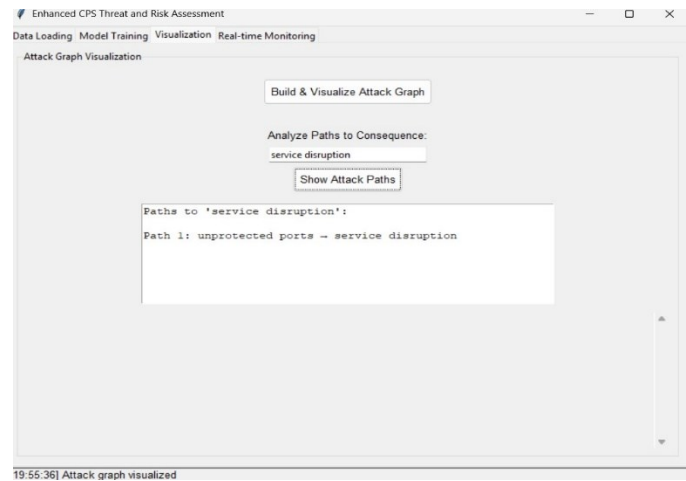 Enhanced CPS Threat and Risk Assessment
Data Loading Model Training Visualization Real-time Monitoring
Attack Graph Visualization
Build & Visualize Attack Graph
Analyze Paths to Consequence:
service disruption
Show Attack Paths
Paths to 'service disruption':
Path 1: unprotected ports → service disruption
19:55:36] Attack graph visualized